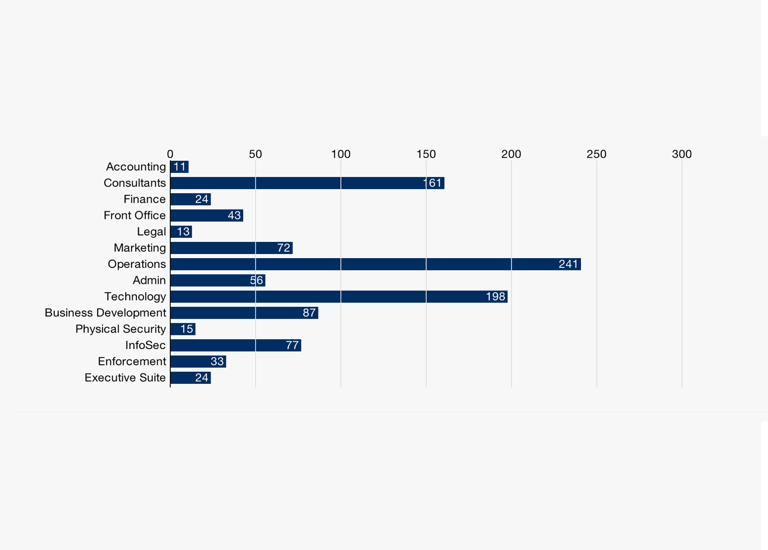 0 50 100 150 200 250 300
Accounting 11
Consultants 161
Finance 24
Front Office 43
Legal 13
Marketing 72
Operations 241
Admin 56
Technology 198
Business Development 87
Physical Security 15
InfoSec 77
Enforcement 33
Executive Suite 24